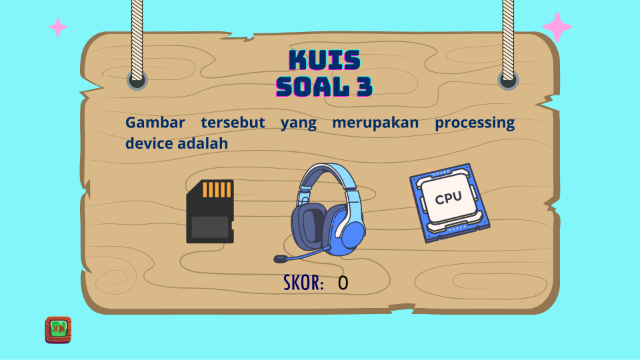 KUIS
SOAL 3
Gambar tersebut yang merupakan processing
device adalah
CPU
SKOR: 0